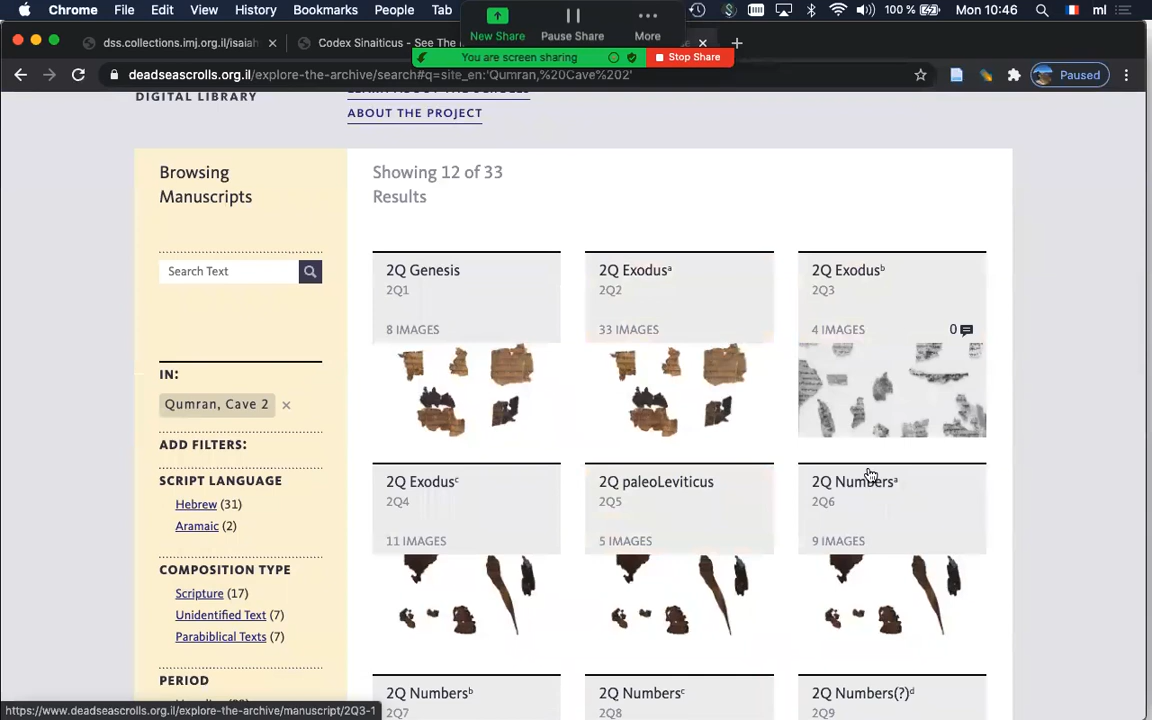 Chrome File Edit View History Bookmarks People Tab 100 % Mon 10:46 ml
New Share Pause Share More
You are screen sharing Stop Share
dss.collections.imj.org.il/isaiah Codex Sinaiticus - See The
deadseascrolls.org.il/explore-the-archive/search#q=site_en:'Qumran,%20Cave%202' Paused
DIGITAL LIBRARY
ABOUT THE PROJECT
Browsing
Manuscripts
Search Text
IN:
Qumran, Cave 2 ×
ADD FILTERS:
SCRIPT LANGUAGE
Hebrew (31)
Aramaic (2)
COMPOSITION TYPE
Scripture (17)
Unidentified Text (7)
Parabiblical Texts (7)
PERIOD
Showing 12 of 33
Results
2Q Genesis
2Q1
8 IMAGES
2Q Exodusᵃ
2Q2
33 IMAGES
2Q Exodusᵇ
2Q3
4 IMAGES 0
2Q Exodusᶜ
2Q4
11 IMAGES
2Q paleoLeviticus
2Q5
5 IMAGES
2Q Numbersᵃ
2Q6
9 IMAGES
2Q Numbersᵇ
2Q7
2Q Numbersᶜ
2Q8
2Q Numbers(?)ᵈ
2Q9
https://www.deadseascrolls.org.il/explore-the-archive/manuscript/2Q3-1